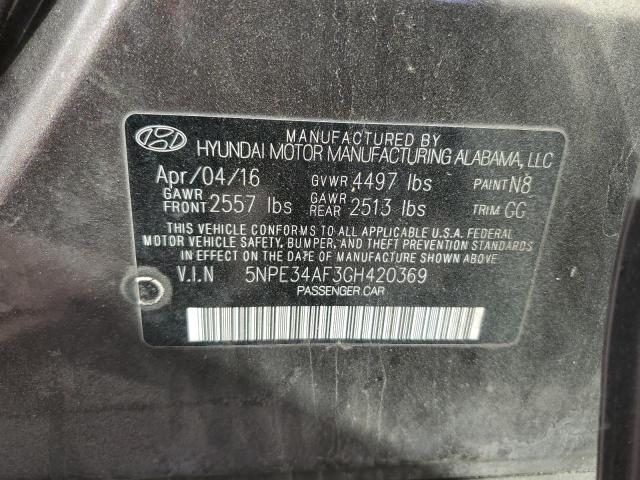 MANUFACTURED BY
HYUNDAI MOTOR MANUFACTURING ALABAMA, LLC
Apr/04/16 GVWR 4497 lbs PAINT N8
GAWR FRONT 2557 lbs GAWR REAR 2513 lbs TRIM GG
THIS VEHICLE CONFORMS TO ALL APPLICABLE U.S.A. FEDERAL
MOTOR VEHICLE SAFETY, BUMPER, AND THEFT PREVENTION STANDARDS
IN EFFECT ON THE DATE OF MANUFACTURE SHOWN ABOVE.
V.I.N 5NPE34AF3GH420369
PASSENGER CAR